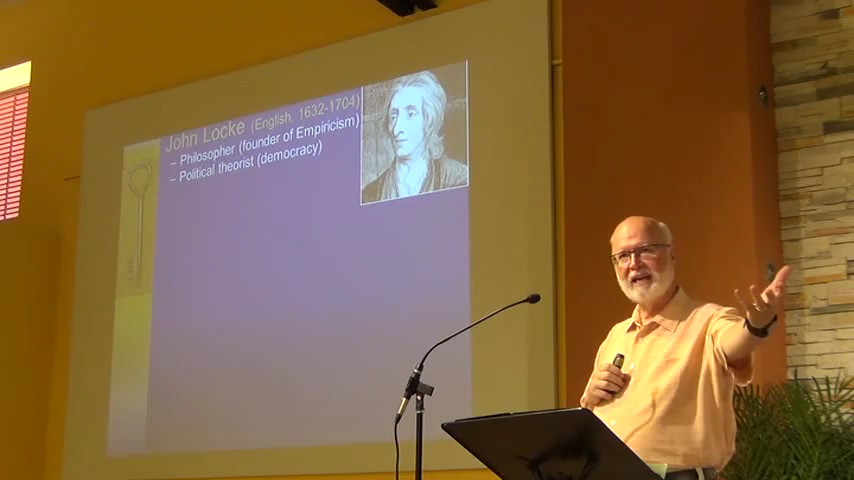 John Locke (English, 1632-1704)
– Philosopher (founder of Empiricism)
– Political theorist (democracy)